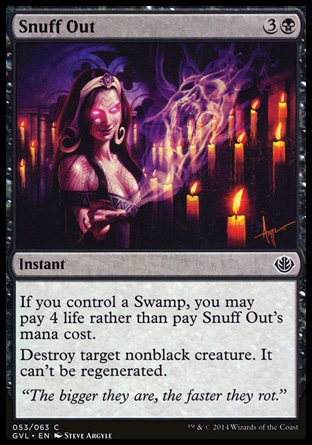 Snuff Out 3
Instant
If you control a Swamp, you may
pay 4 life rather than pay Snuff Out's
mana cost.
Destroy target nonblack creature. It
can't be regenerated.
"The bigger they are, the faster they rot."
053/063 C
GVL • EN Steve Argyle ™ & © 2014 Wizards of the Coast